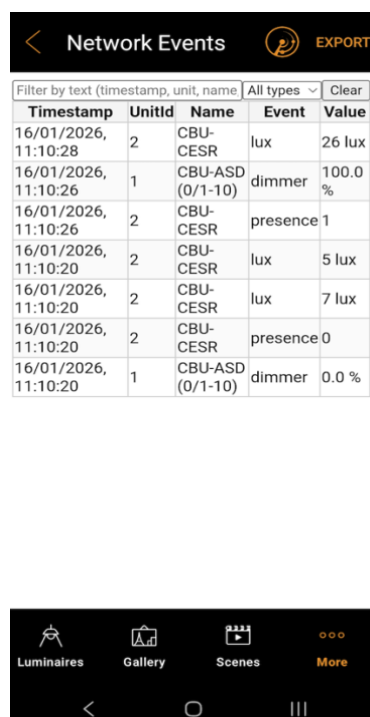 Network Events
EXPORT
Filter by text (timestamp, unit, name
All types
Clear
Timestamp UnitId Name Event Value
16/01/2026, 11:10:28 2 CBU-CESR lux 26 lux
16/01/2026, 11:10:26 1 CBU-ASD (0/1-10) dimmer 100.0 %
16/01/2026, 11:10:26 2 CBU-CESR presence 1
16/01/2026, 11:10:20 2 CBU-CESR lux 5 lux
16/01/2026, 11:10:20 2 CBU-CESR lux 7 lux
16/01/2026, 11:10:20 2 CBU-CESR presence 0
16/01/2026, 11:10:20 1 CBU-ASD (0/1-10) dimmer 0.0 %
Luminaires
Gallery
Scenes
More